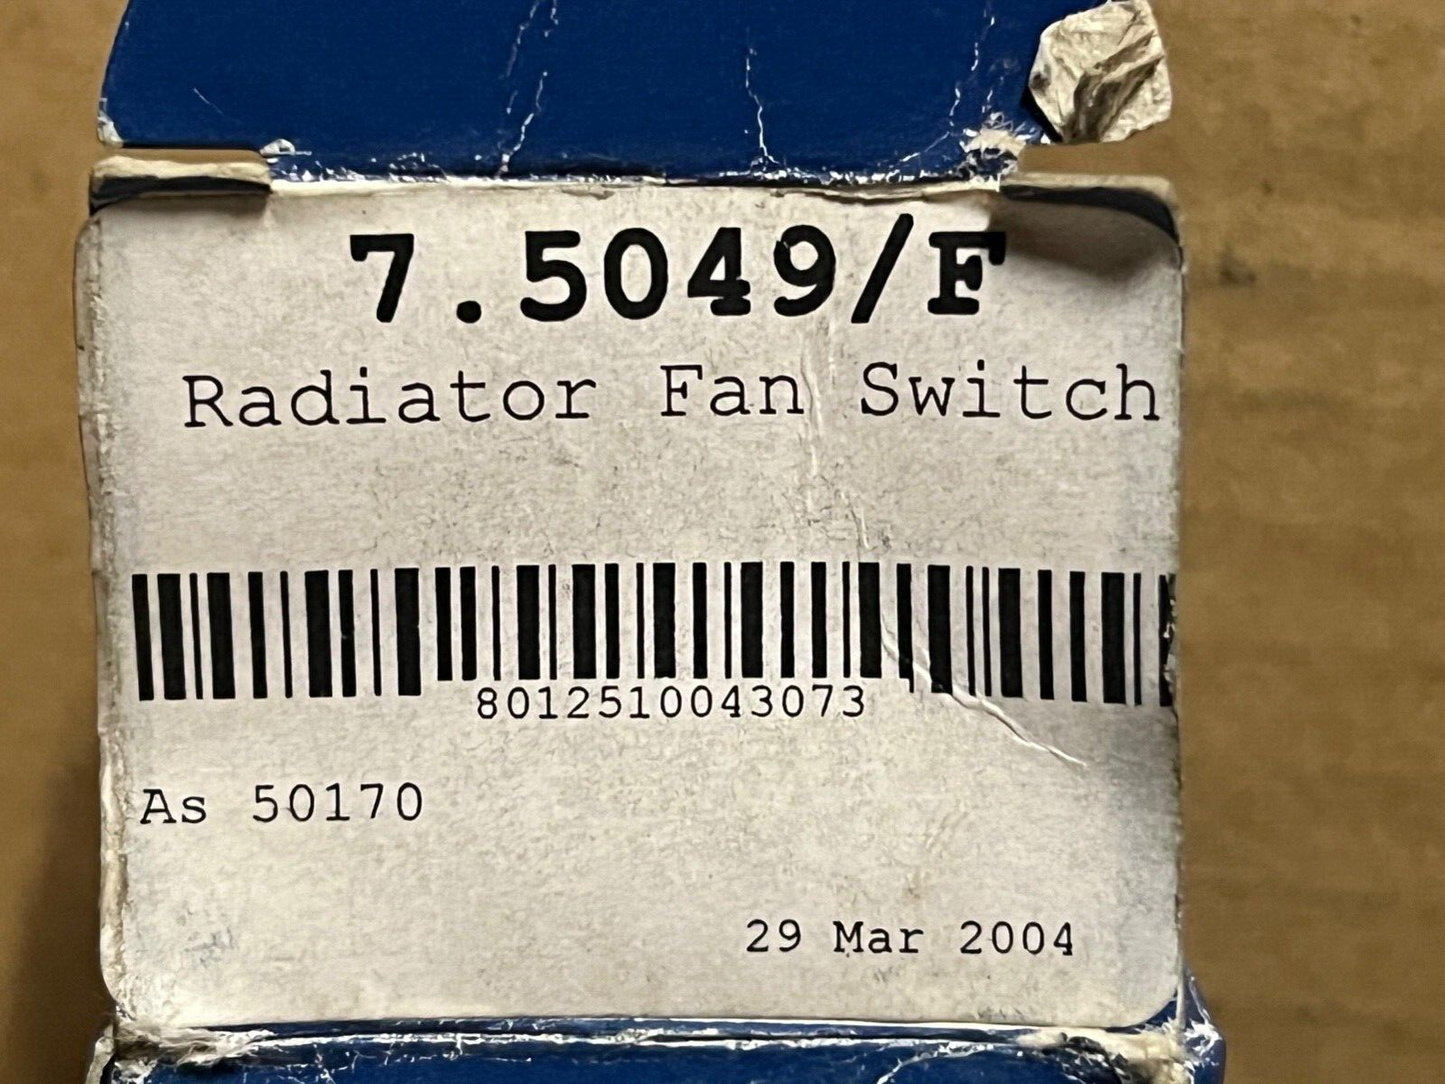 7.5049/F
Radiator Fan Switch
8012510043073
As 50170
29 Mar 2004